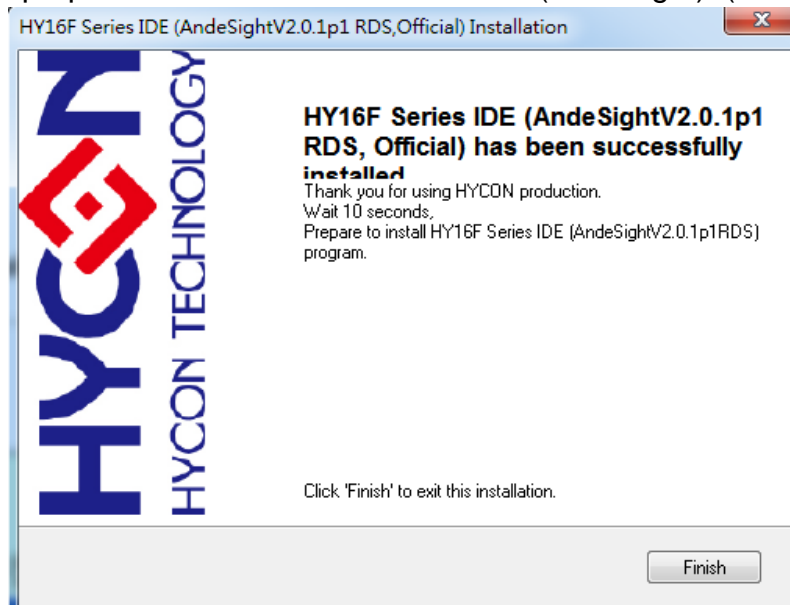 HY16F Series IDE (AndeSightV2.0.1p1 RDS,Official) Installation
HYCON
HYCON TECHNOLOGY
HY16F Series IDE (AndeSightV2.0.1p1
RDS, Official) has been successfully
installed
Thank you for using HYCON production.
Wait 10 seconds,
Prepare to install HY16F Series IDE (AndeSightV2.0.1p1RDS)
program.
Click 'Finish' to exit this installation.
Finish